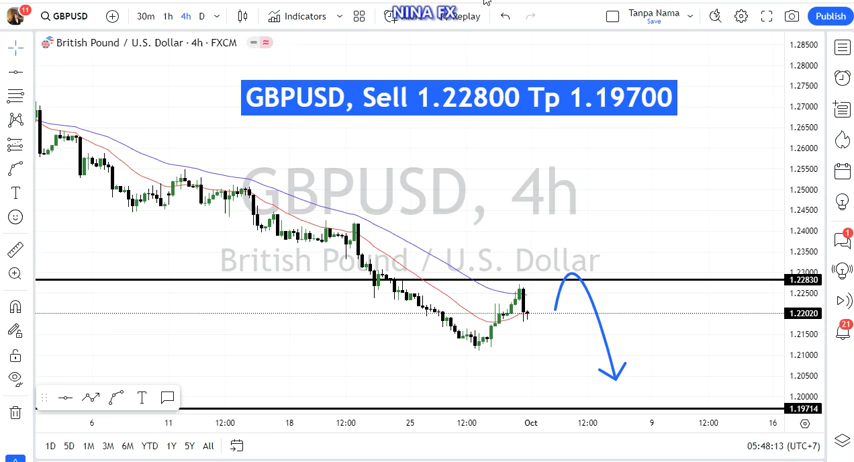 NINA FX
GBPUSD
30m 1h 4h D
Indicators
Replay
Tanpa Nama
Save
Publish
British Pound / U.S. Dollar · 4h · FXCM
GBPUSD, Sell 1.22800 Tp 1.19700
GBPUSD, 4h
British Pound / U.S. Dollar
1.28500
1.28000
1.27500
1.27000
1.26500
1.26000
1.25500
1.25000
1.24500
1.24000
1.23500
1.23000
1.22830
1.22500
1.22202
1.21500
1.21000
1.20000
1.19714
6 11 12:00 18 12:00 25 12:00 Oct 12:00 9 12:00 16
1D 5D 1M 3M 6M YTD 1Y 5Y All
05:48:13 (UTC+7)
1
21